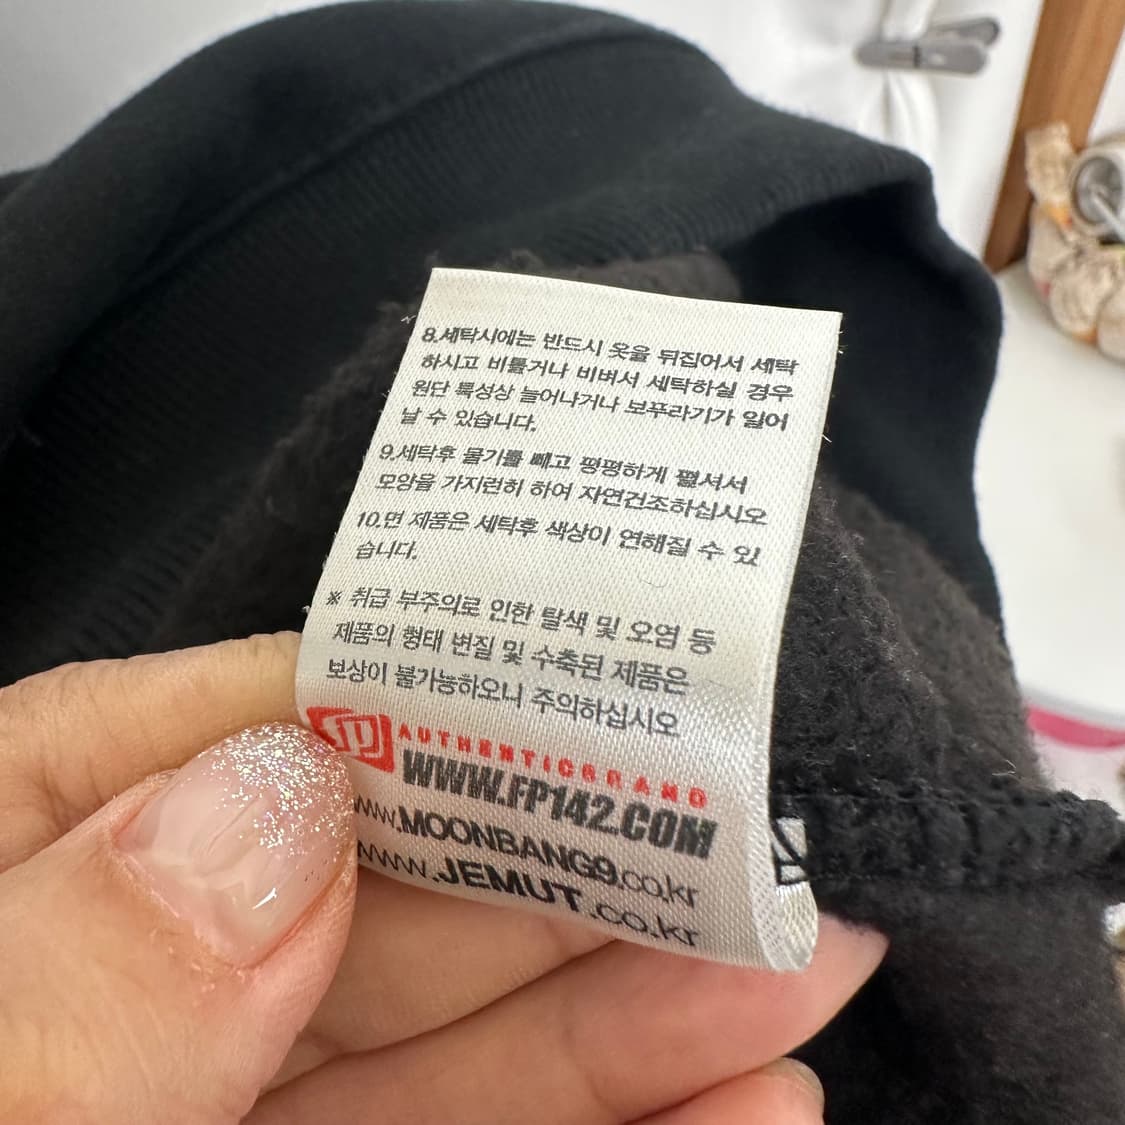 8.세탁시에는 반드시 옷을 뒤집어서 세탁
하시고 비틀거나 비벼서 세탁하실 경우
원단 특성상 늘어나거나 보푸라기가 일어
날 수 있습니다.
9.세탁후 물기를 빼고 평평하게 펼셔서
모양을 가지런히 하여 자연건조하십시오
10.면 제품은 세탁후 색상이 연해질 수 있
습니다.
※ 취급 부주의로 인한 탈색 및 오염 등
제품의 형태 변질 및 수축된 제품은
보상이 불가능하오니 주의하십시오
AUTHENTICBRAND
WWW.FP142.COM
www.MOONBANG9.co.kr
www.JEMUT.co.kr